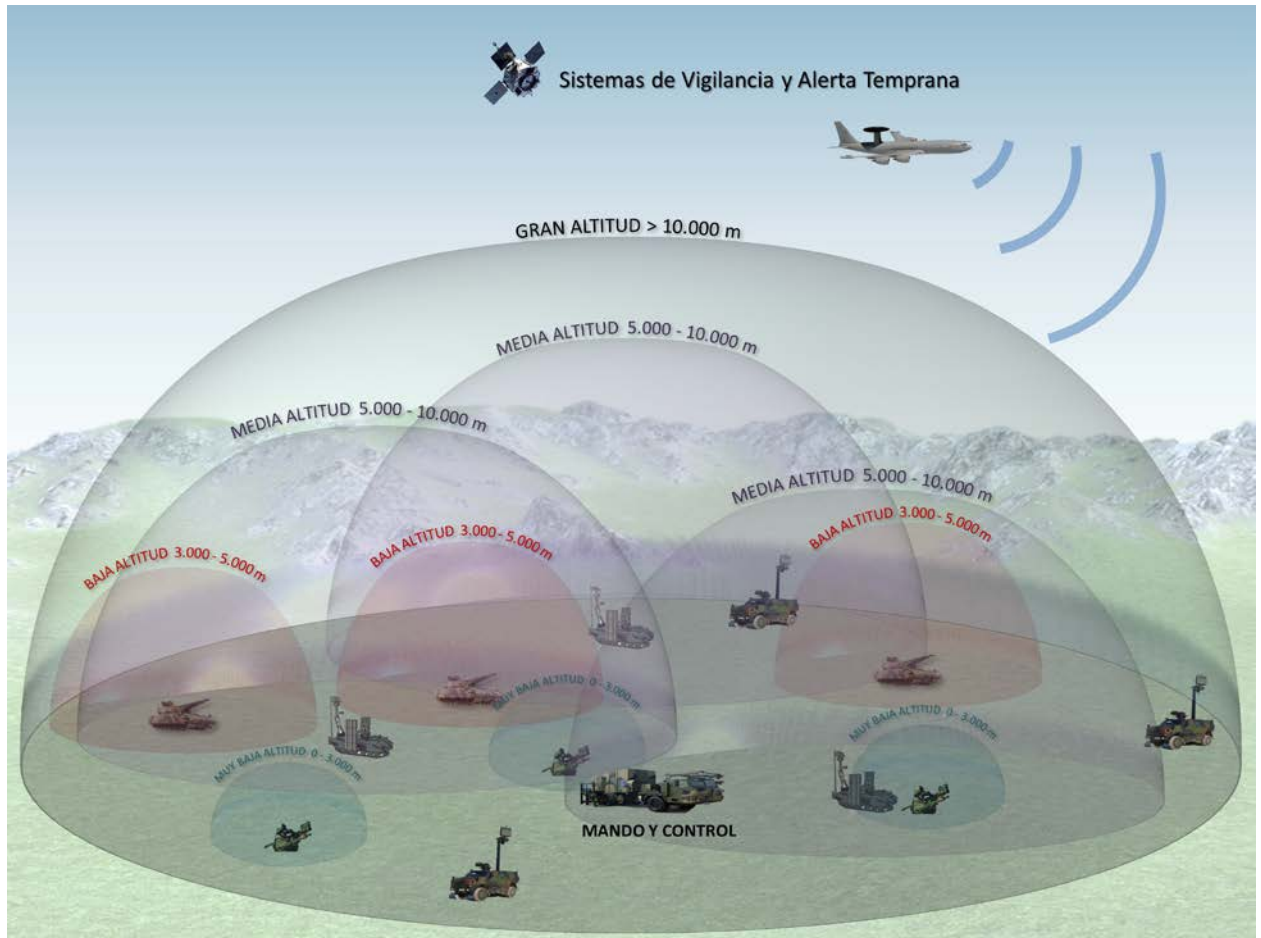 Sistemas de Vigilancia y Alerta Temprana
GRAN ALTITUD > 10.000 m
MEDIA ALTITUD 5.000 - 10.000 m
MEDIA ALTITUD 5.000 - 10.000 m
MEDIA ALTITUD 5.000 - 10.000 m
BAJA ALTITUD 3.000 - 5.000 m
BAJA ALTITUD 3.000 - 5.000 m
BAJA ALTITUD 3.000 - 5.000 m
MUY BAJA ALTITUD 0 - 3.000 m
MUY BAJA ALTITUD 0 - 3.000 m
MUY BAJA ALTITUD 0 - 3.000 m
MANDO Y CONTROL